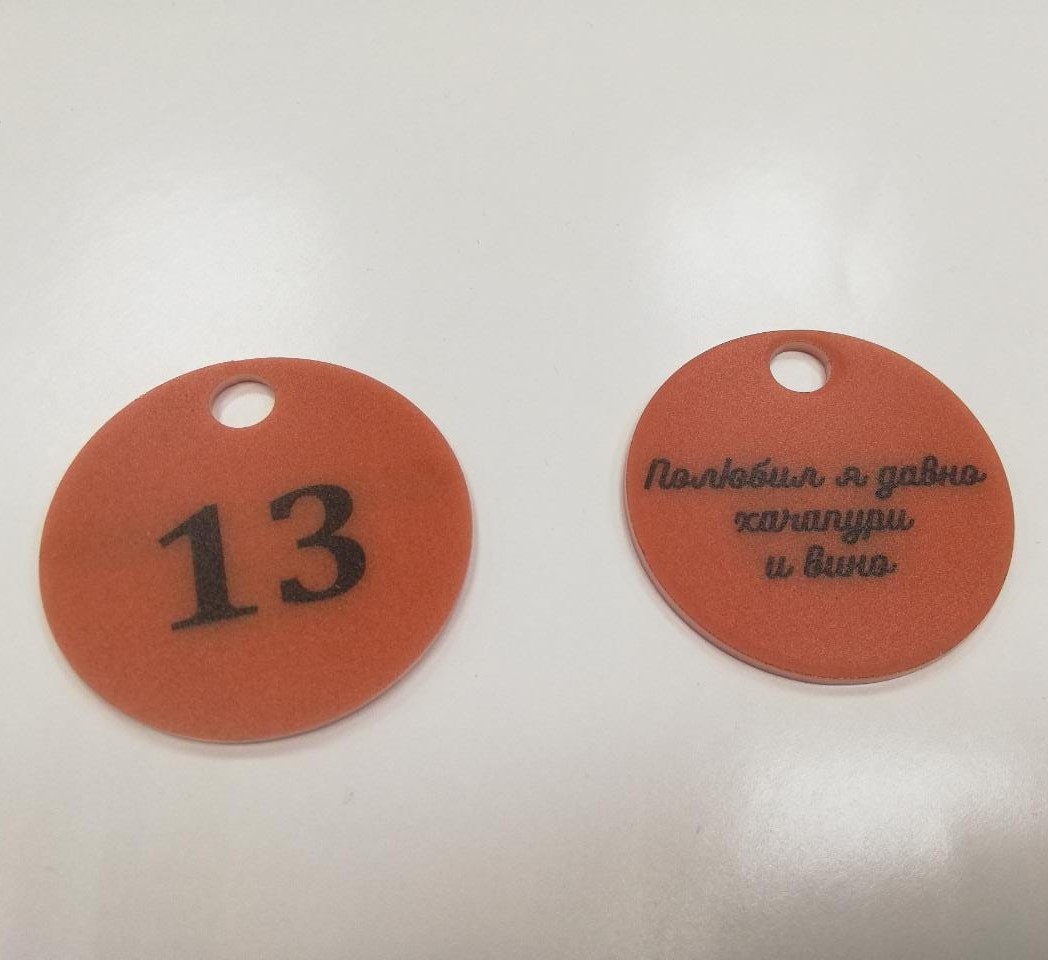 13
Полюбил я давно
хачапури
и вино